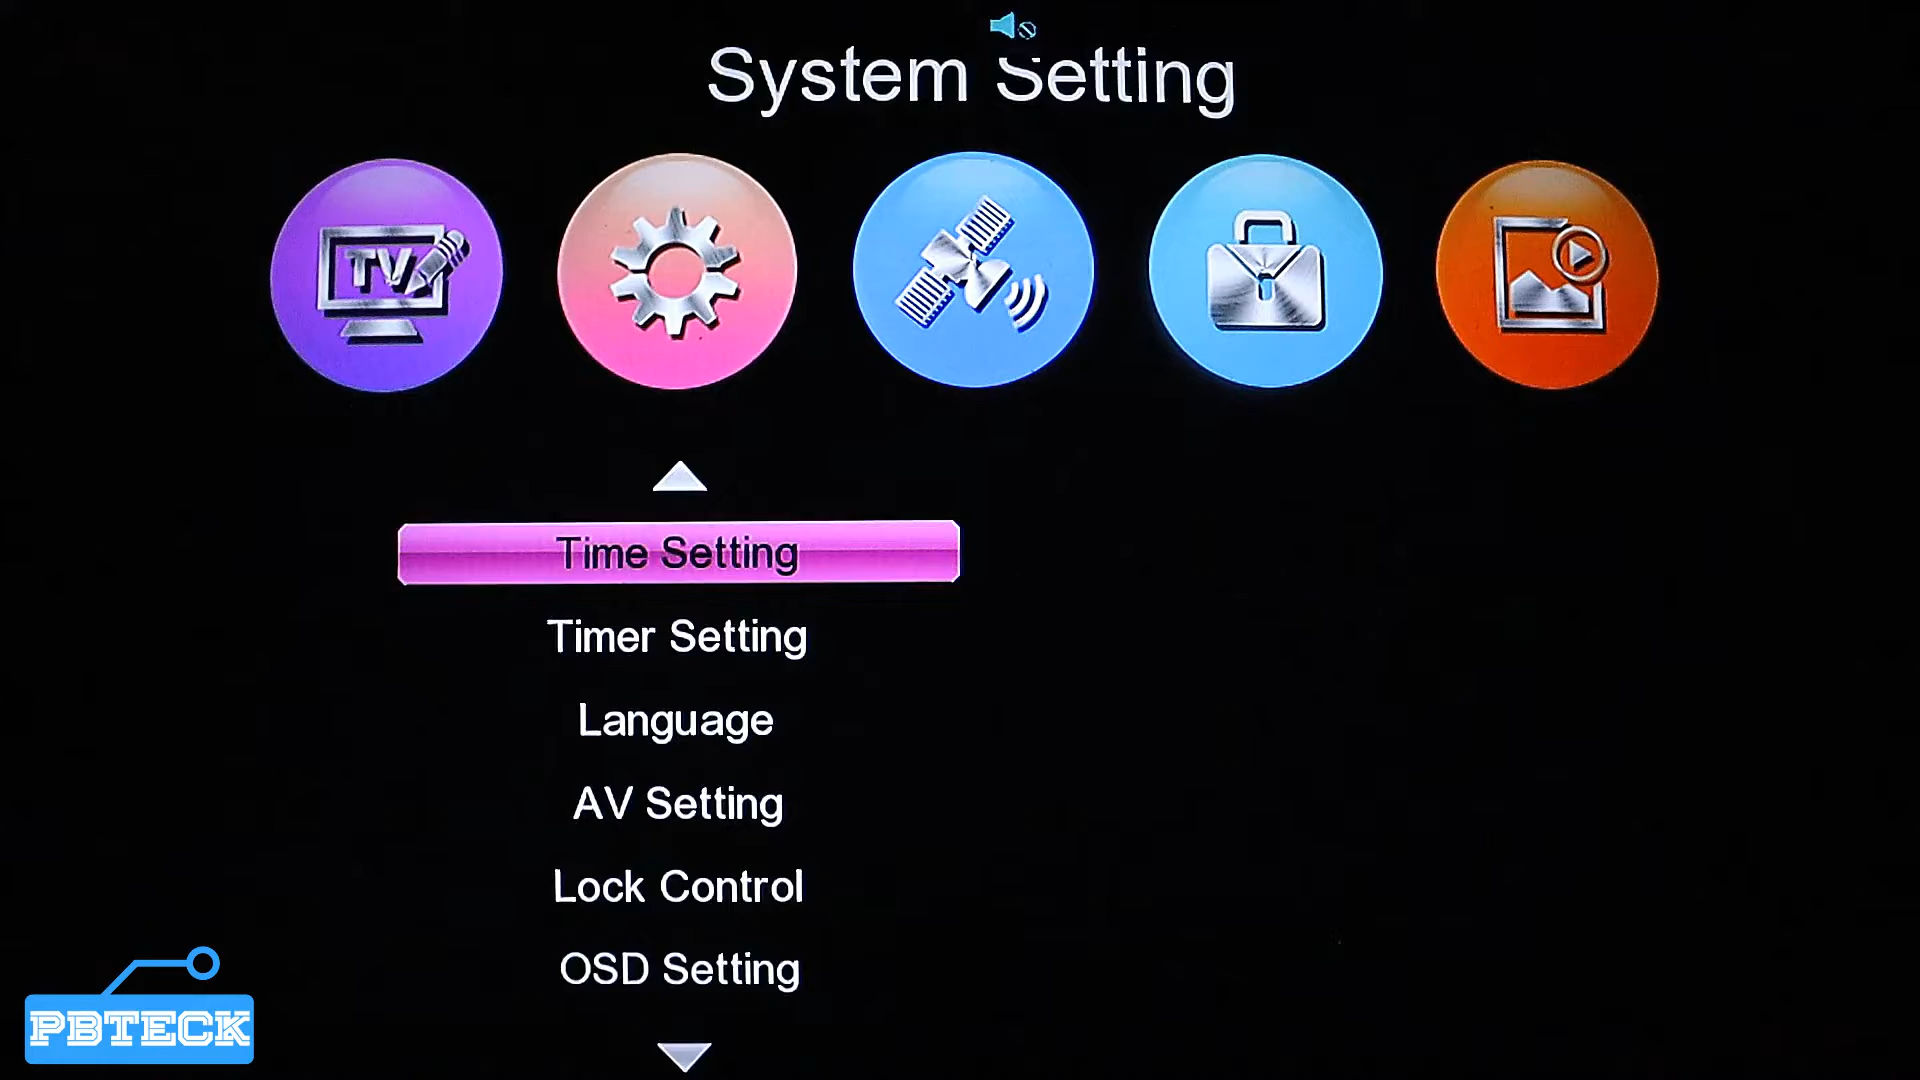 System Setting
TV
Time Setting
Timer Setting
Language
AV Setting
Lock Control
OSD Setting
PBTECK